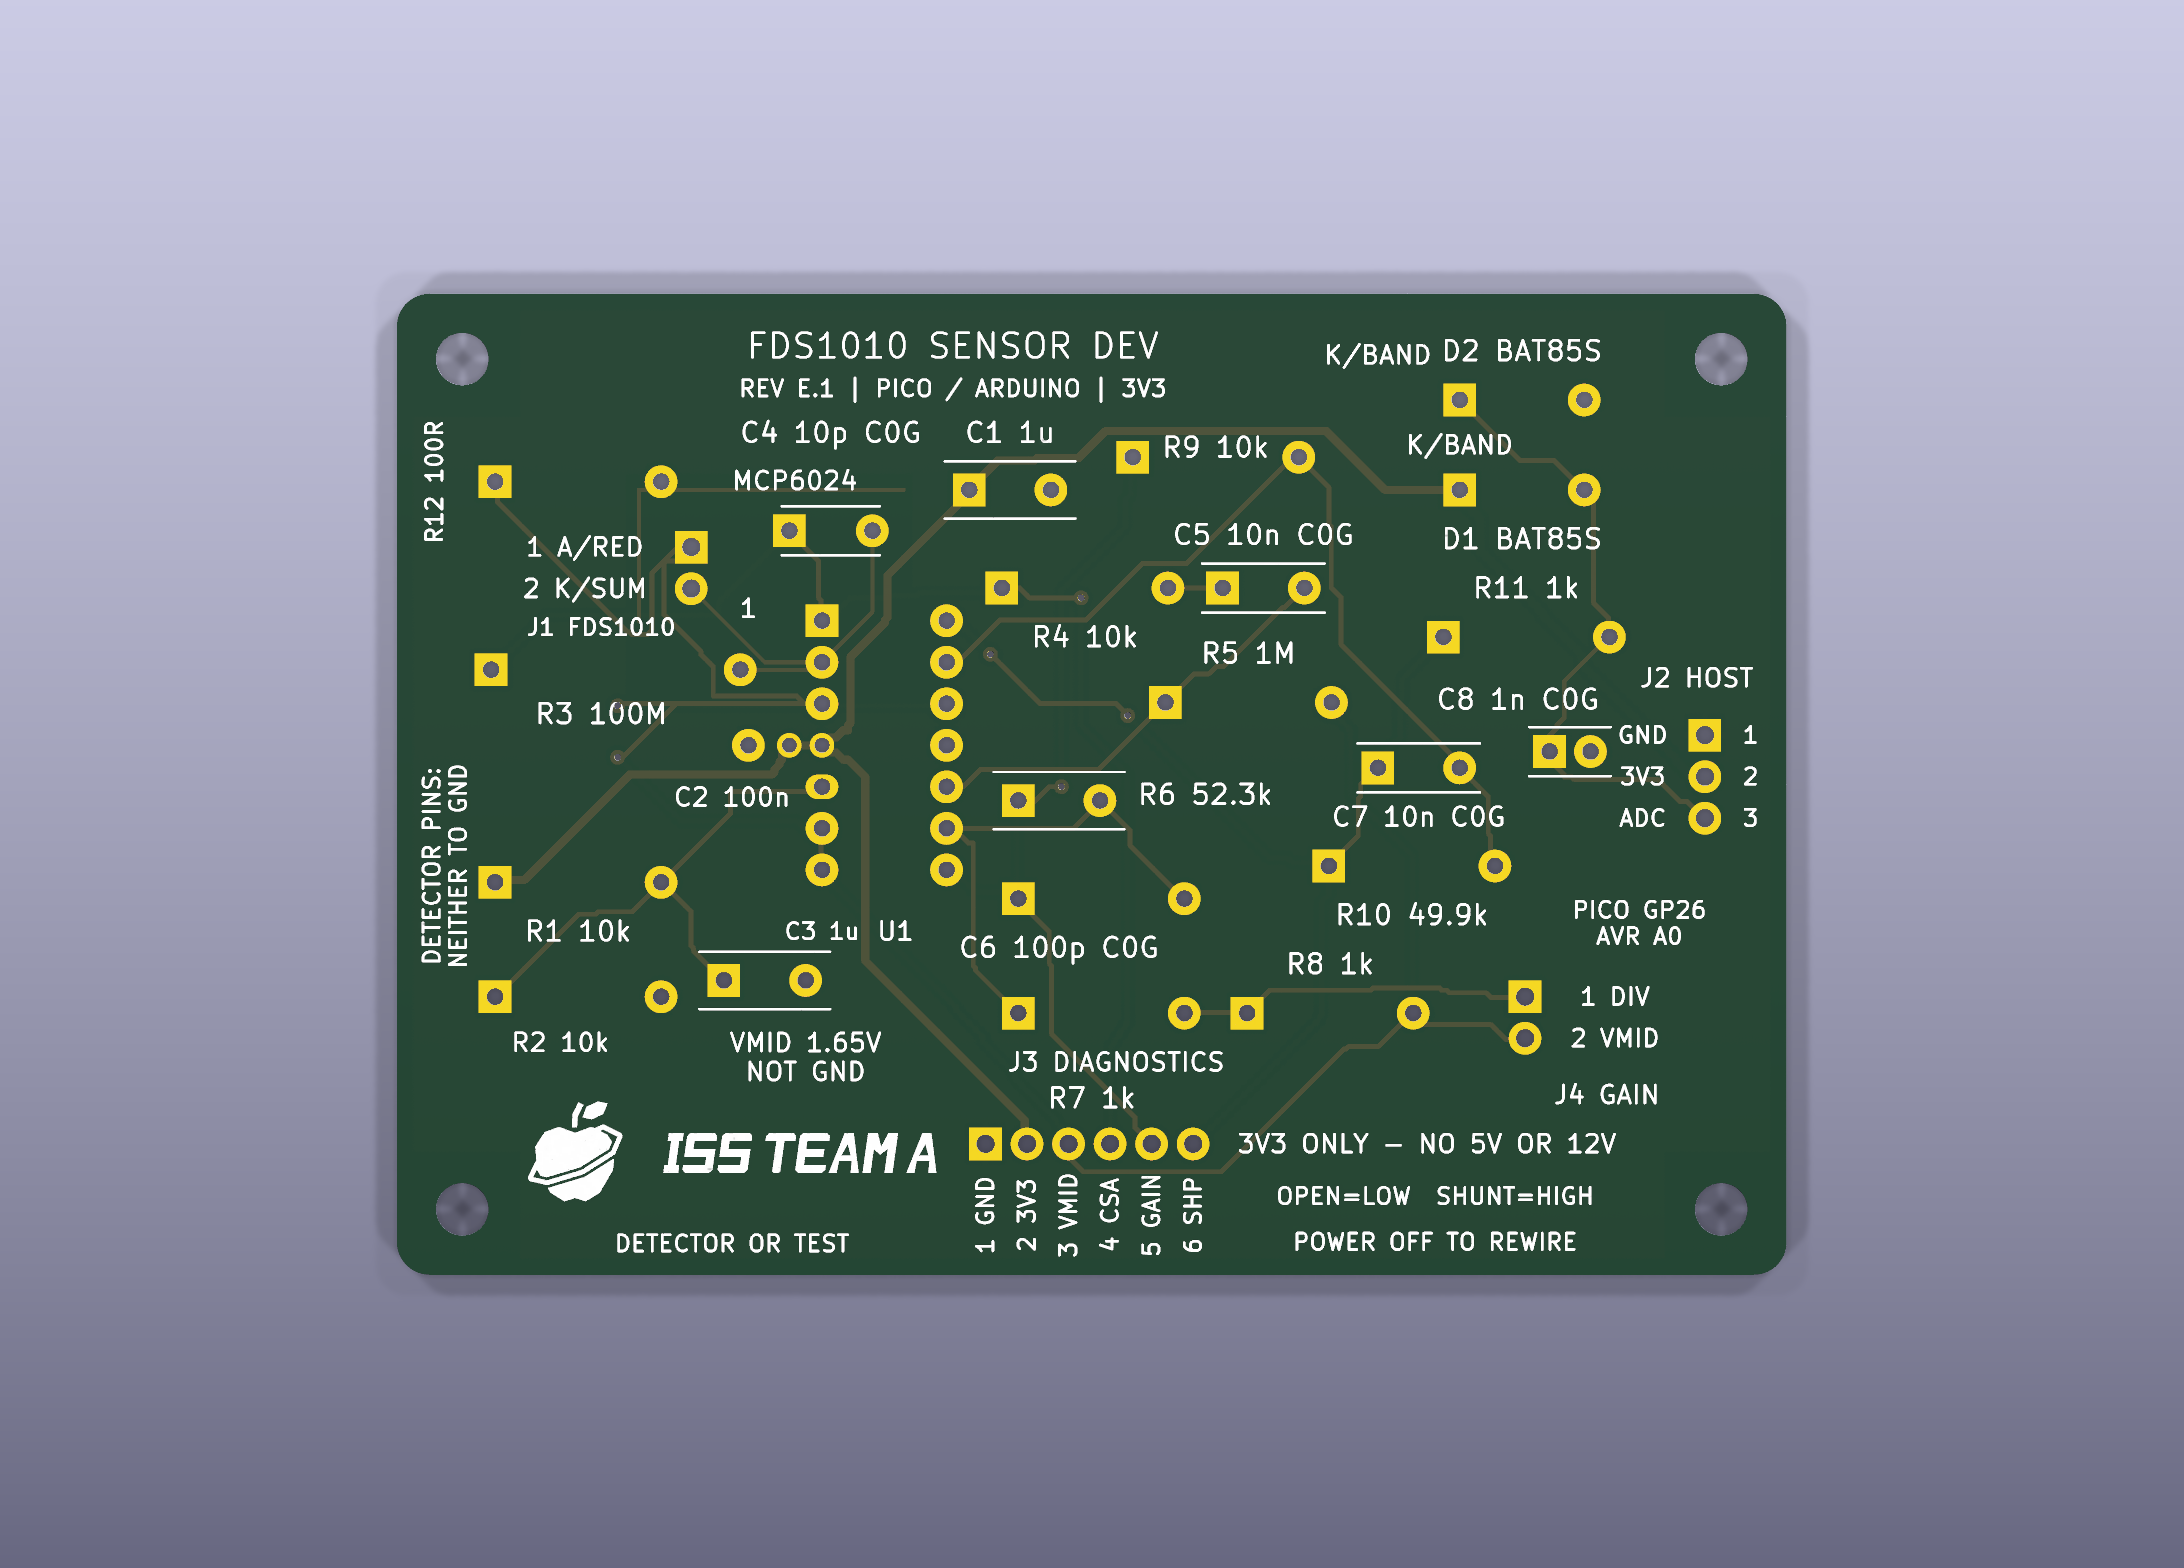 FDS1010 SENSOR DEV
REV E.1 | PICO / ARDUINO | 3V3
K/BAND D2 BAT85S
C4 10p C0G
C1 1u
R9 10k
K/BAND
R12 100R
MCP6024
C5 10n C0G
D1 BAT85S
1 A/RED
2 K/SUM
J1 FDS1010
1
R4 10k
R5 1M
R11 1k
J2 HOST
R3 100M
C8 1n C0G
GND 1
3V3 2
ADC 3
C2 100n
R6 52.3k
C7 10n C0G
DETECTOR PINS:
NEITHER TO GND
R1 10k
C3 1u U1
C6 100p C0G
R10 49.9k
PICO GP26
AVR A0
R8 1k
1 DIV
2 VMID
R2 10k
VMID 1.65V
NOT GND
J3 DIAGNOSTICS
R7 1k
J4 GAIN
ISS TEAM A
3V3 ONLY – NO 5V OR 12V
1 GND
2 3V3
3 VMID
4 CSA
5 GAIN
6 SHP
OPEN=LOW SHUNT=HIGH
DETECTOR OR TEST
POWER OFF TO REWIRE